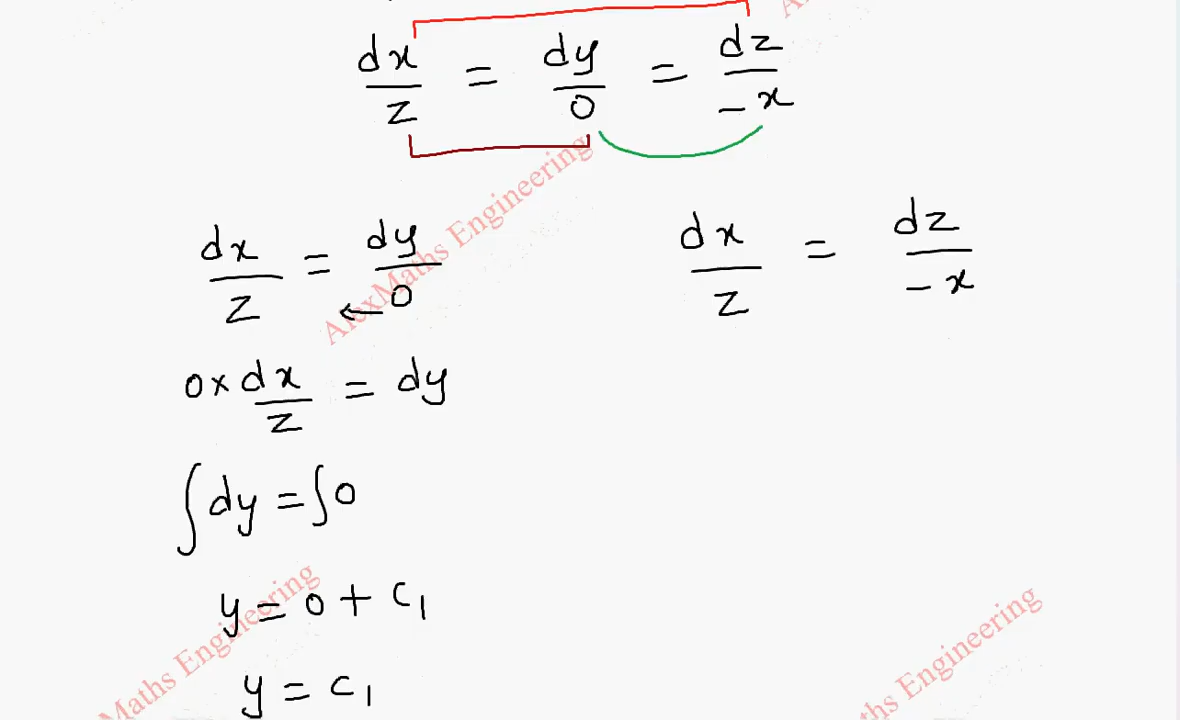 dx/z = dy/0 = dz/-x
dx/z = dy/0
dx/z = dz/-x
0 × dx/z = dy
∫dy = ∫0
y = 0 + c₁
y = c₁
AlexMaths Engineering
Maths Engineering
ths Engineering